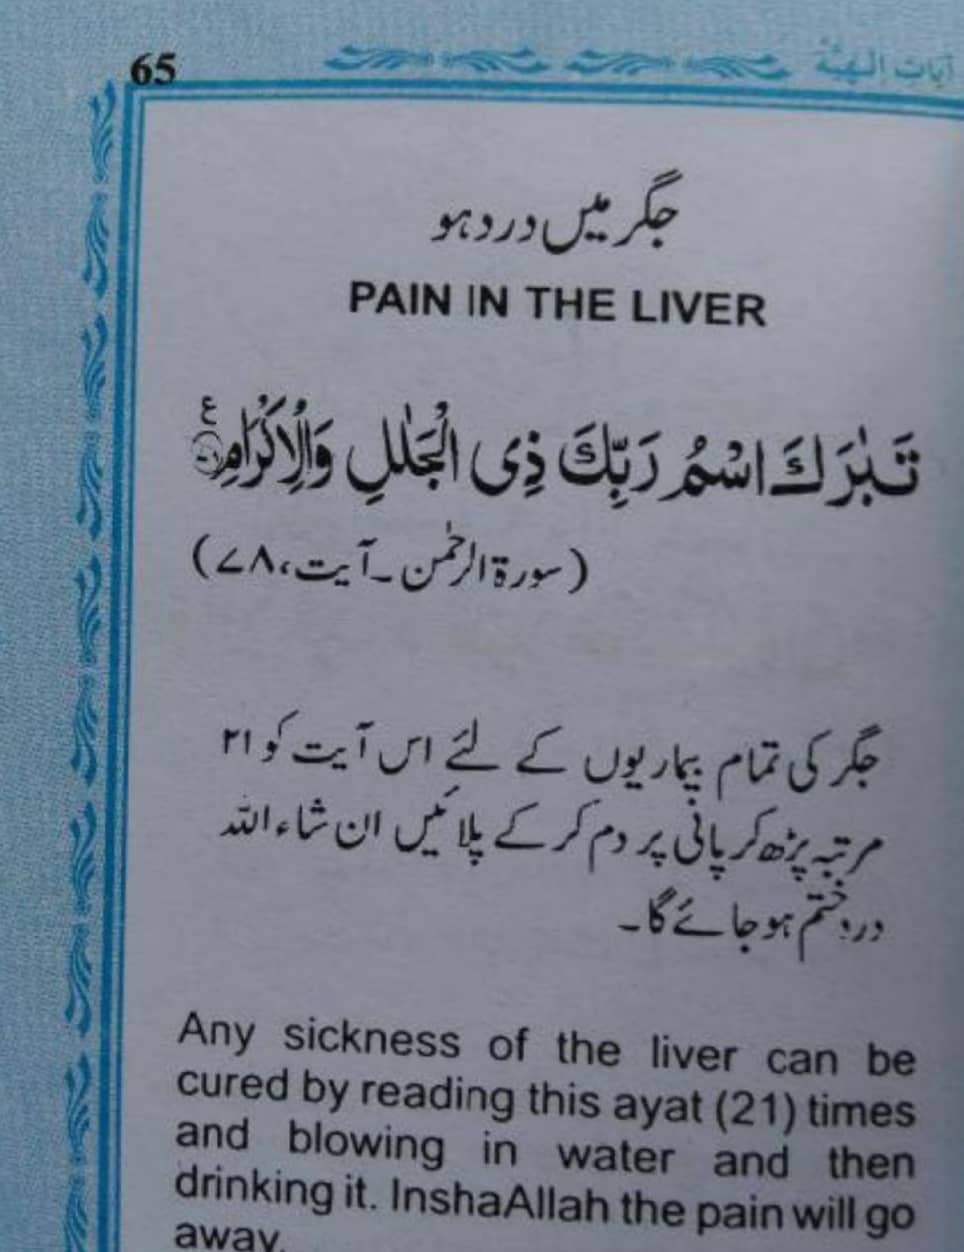 65
آیات الہیّہ
جگر میں درد ہو
PAIN IN THE LIVER
تَبٰرَكَ اسْمُ رَبِّكَ ذِى الْجَلٰلِ وَالْاِكْرَامِ ع
(سورۃ الرحمٰن ۔ آیت، ۷۸)
جگر کی تمام بیماریوں کے لئے اس آیت کو ۲۱
مرتبہ پڑھ کر پانی پر دم کر کے پلائیں ان شاء اللہ
درد ختم ہو جائے گا۔
Any sickness of the liver can be
cured by reading this ayat (21) times
and blowing in water and then
drinking it. InshaAllah the pain will go
away.